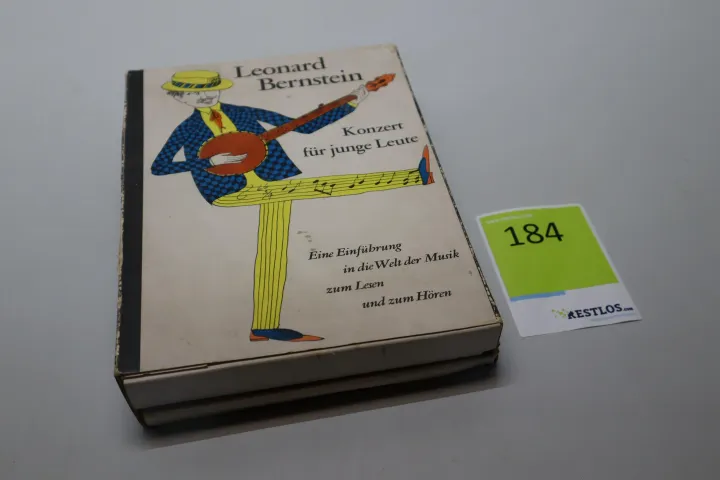 Leonard
Bernstein
Konzert
für junge Leute
Eine Einführung
in die Welt der Musik
zum Lesen
und zum Hören
184
RESTLOS.com